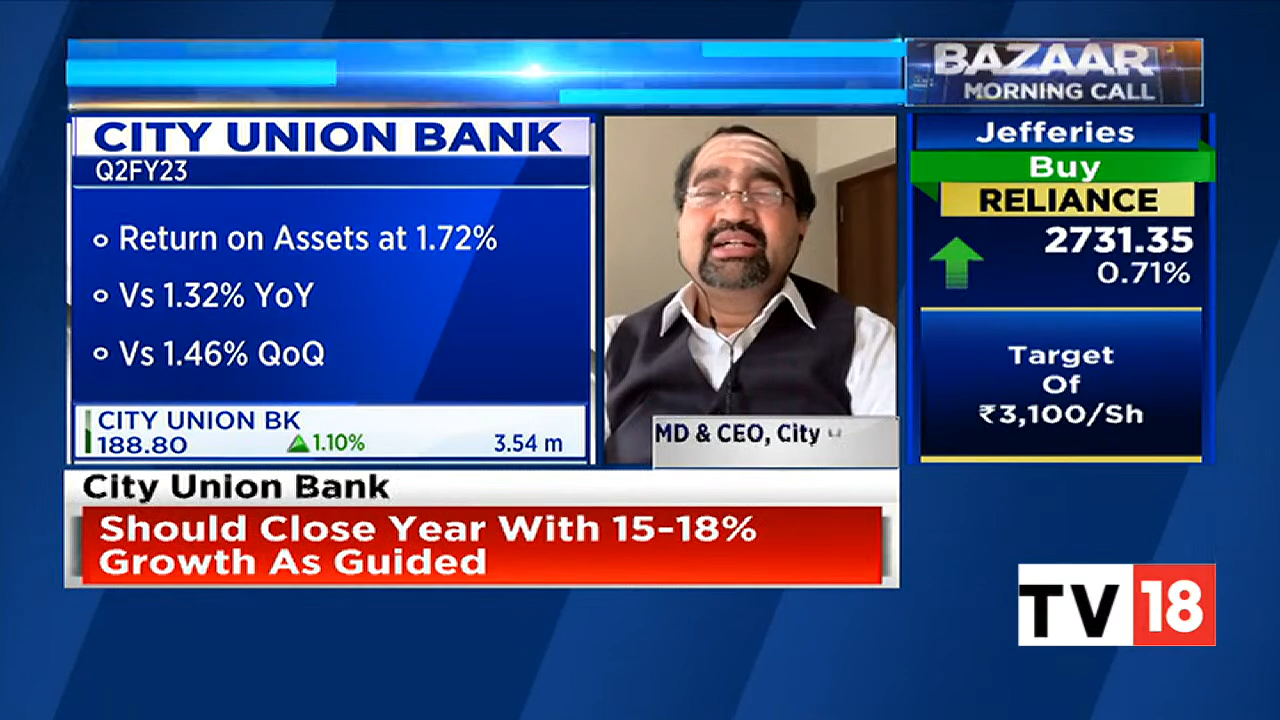 BAZAAR
MORNING CALL
CITY UNION BANK
Q2FY23
Return on Assets at 1.72%
Vs 1.32% YoY
Vs 1.46% QoQ
CITY UNION BK
188.80 1.10% 3.54 m
MD & CEO, City
Jefferies
Buy
RELIANCE
2731.35
0.71%
Target
Of
₹3,100/Sh
City Union Bank
Should Close Year With 15-18%
Growth As Guided
TV18